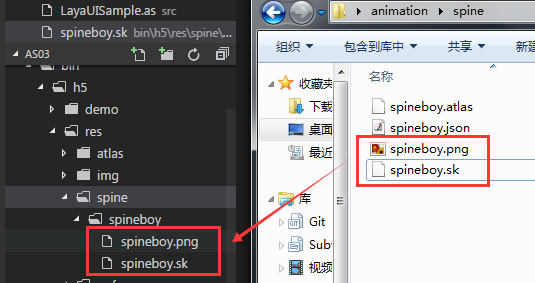 LayaUISample.as src
spineboy.sk bin\h5\res\spine\...
AS03
bin
h5
demo
res
atlas
img
spine
spineboy
spineboy.png
spineboy.sk
animation ▸ spine
组织 包含到库中 共享 新建
收藏夹
下载
桌面
最近
库
Git
视频
名称
spineboy.atlas
spineboy.json
spineboy.png
spineboy.sk